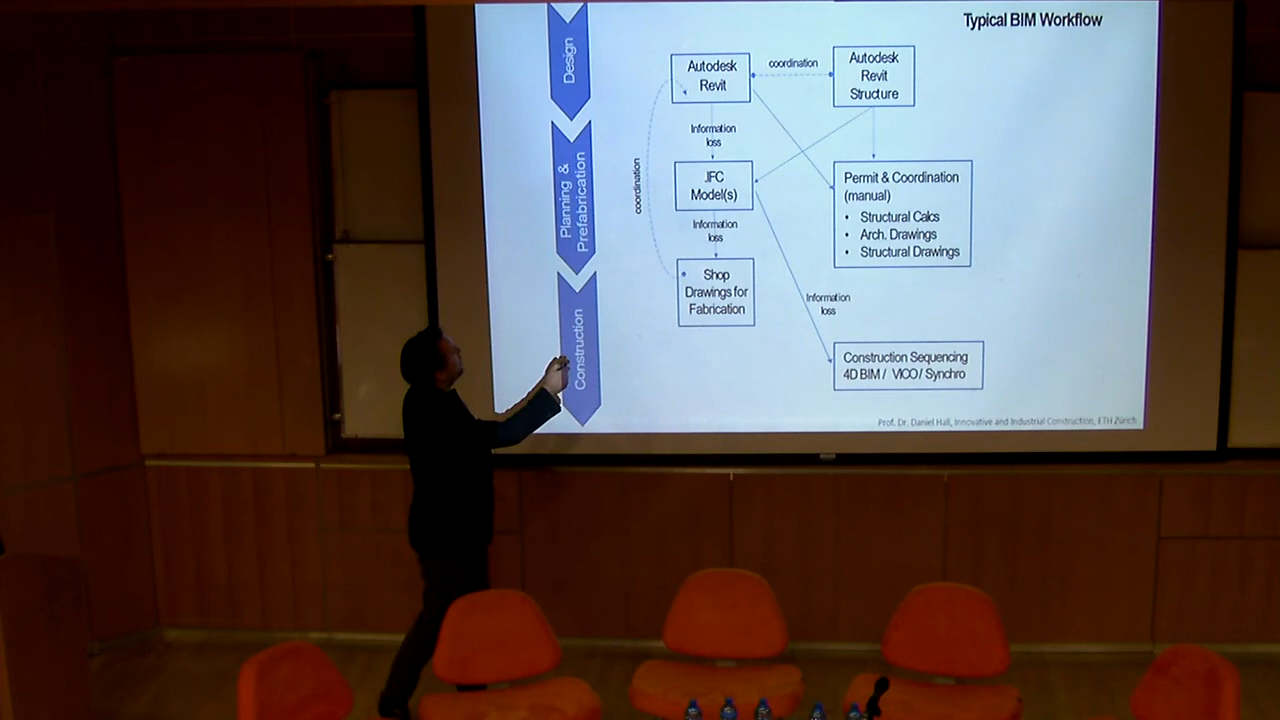 Typical BIM Workflow
Design
Planning &
Prefabrication
Construction
Autodesk
Revit
coordination
Autodesk
Revit
Structure
Information
loss
coordination
.IFC
Model(s)
Information
loss
Shop
Drawings for
Fabrication
Permit & Coordination
(manual)
• Structural Calcs
• Arch. Drawings
• Structural Drawings
Information
loss
Construction Sequencing
4D BIM / VICO / Synchro
Prof. Dr. Daniel Hall, Innovative and Industrial Construction, ETH Zürich